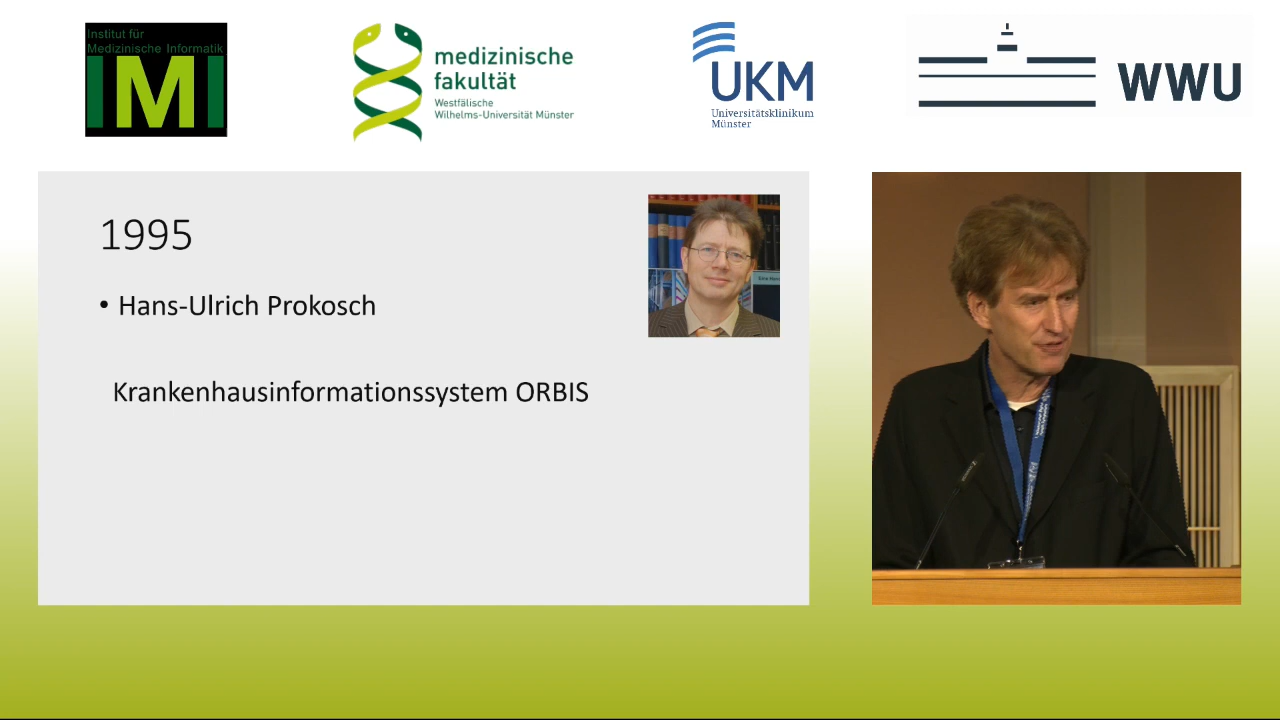 Institut für
Medizinische Informatik
IMI
medizinische
fakultät
Westfälische
Wilhelms-Universität Münster
UKM
Universitätsklinikum
Münster
WWU
1995
• Hans-Ulrich Prokosch
Krankenhausinformationssystem ORBIS